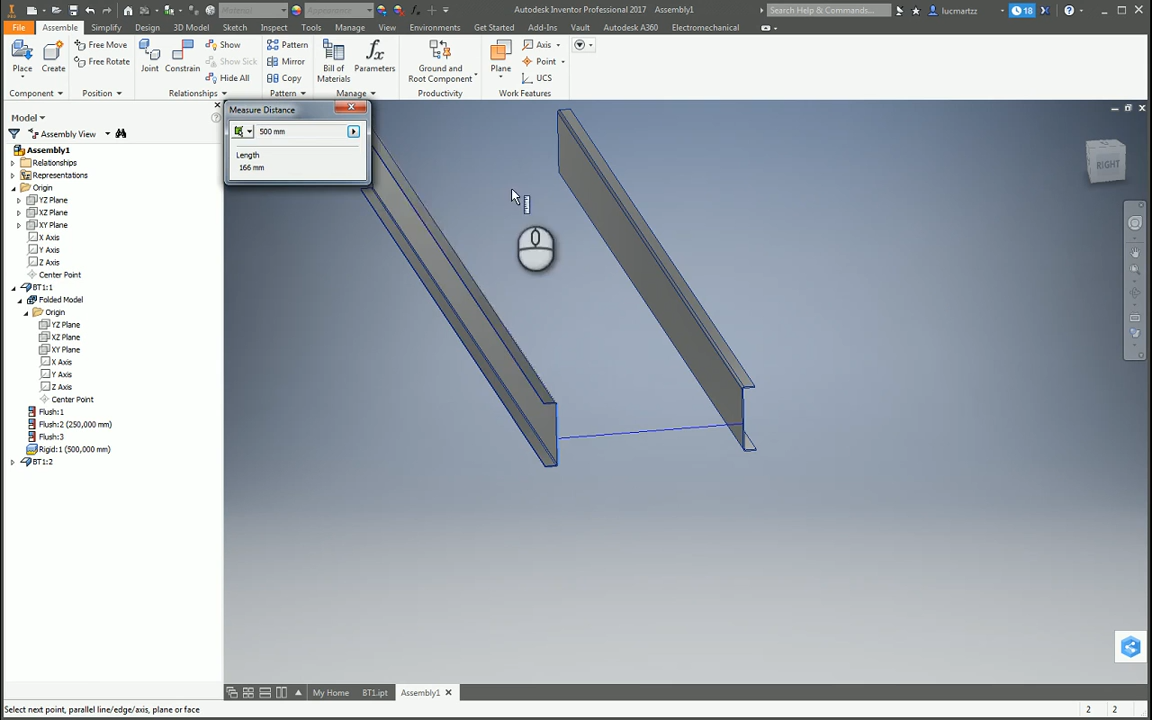 Material
Appearance
Autodesk Inventor Professional 2017 Assembly1
Search Help & Commands...
lucmartzz
18
File Assemble Simplify Design 3D Model Sketch Inspect Tools Manage View Environments Get Started Add-Ins Vault Autodesk A360 Electromechanical
Place
Create
Free Move
Free Rotate
Joint
Constrain
Show
Show Sick
Hide All
Pattern
Mirror
Copy
Bill of
Materials
Parameters
Ground and
Root Component
Plane
Axis
Point
UCS
Component Position Relationships Pattern Manage Productivity Work Features
Model
Assembly View
Assembly1
Relationships
Representations
Origin
YZ Plane
XZ Plane
XY Plane
X Axis
Y Axis
Z Axis
Center Point
BT1:1
Folded Model
Origin
YZ Plane
XZ Plane
XY Plane
X Axis
Y Axis
Z Axis
Center Point
Flush:1
Flush:2 (250,000 mm)
Flush:3
Rigid:1 (500,000 mm)
BT1:2
Measure Distance
500 mm
Length
166 mm
RIGHT
My Home BT1.ipt Assembly1
Select next point, parallel line/edge/axis, plane or face
2 2